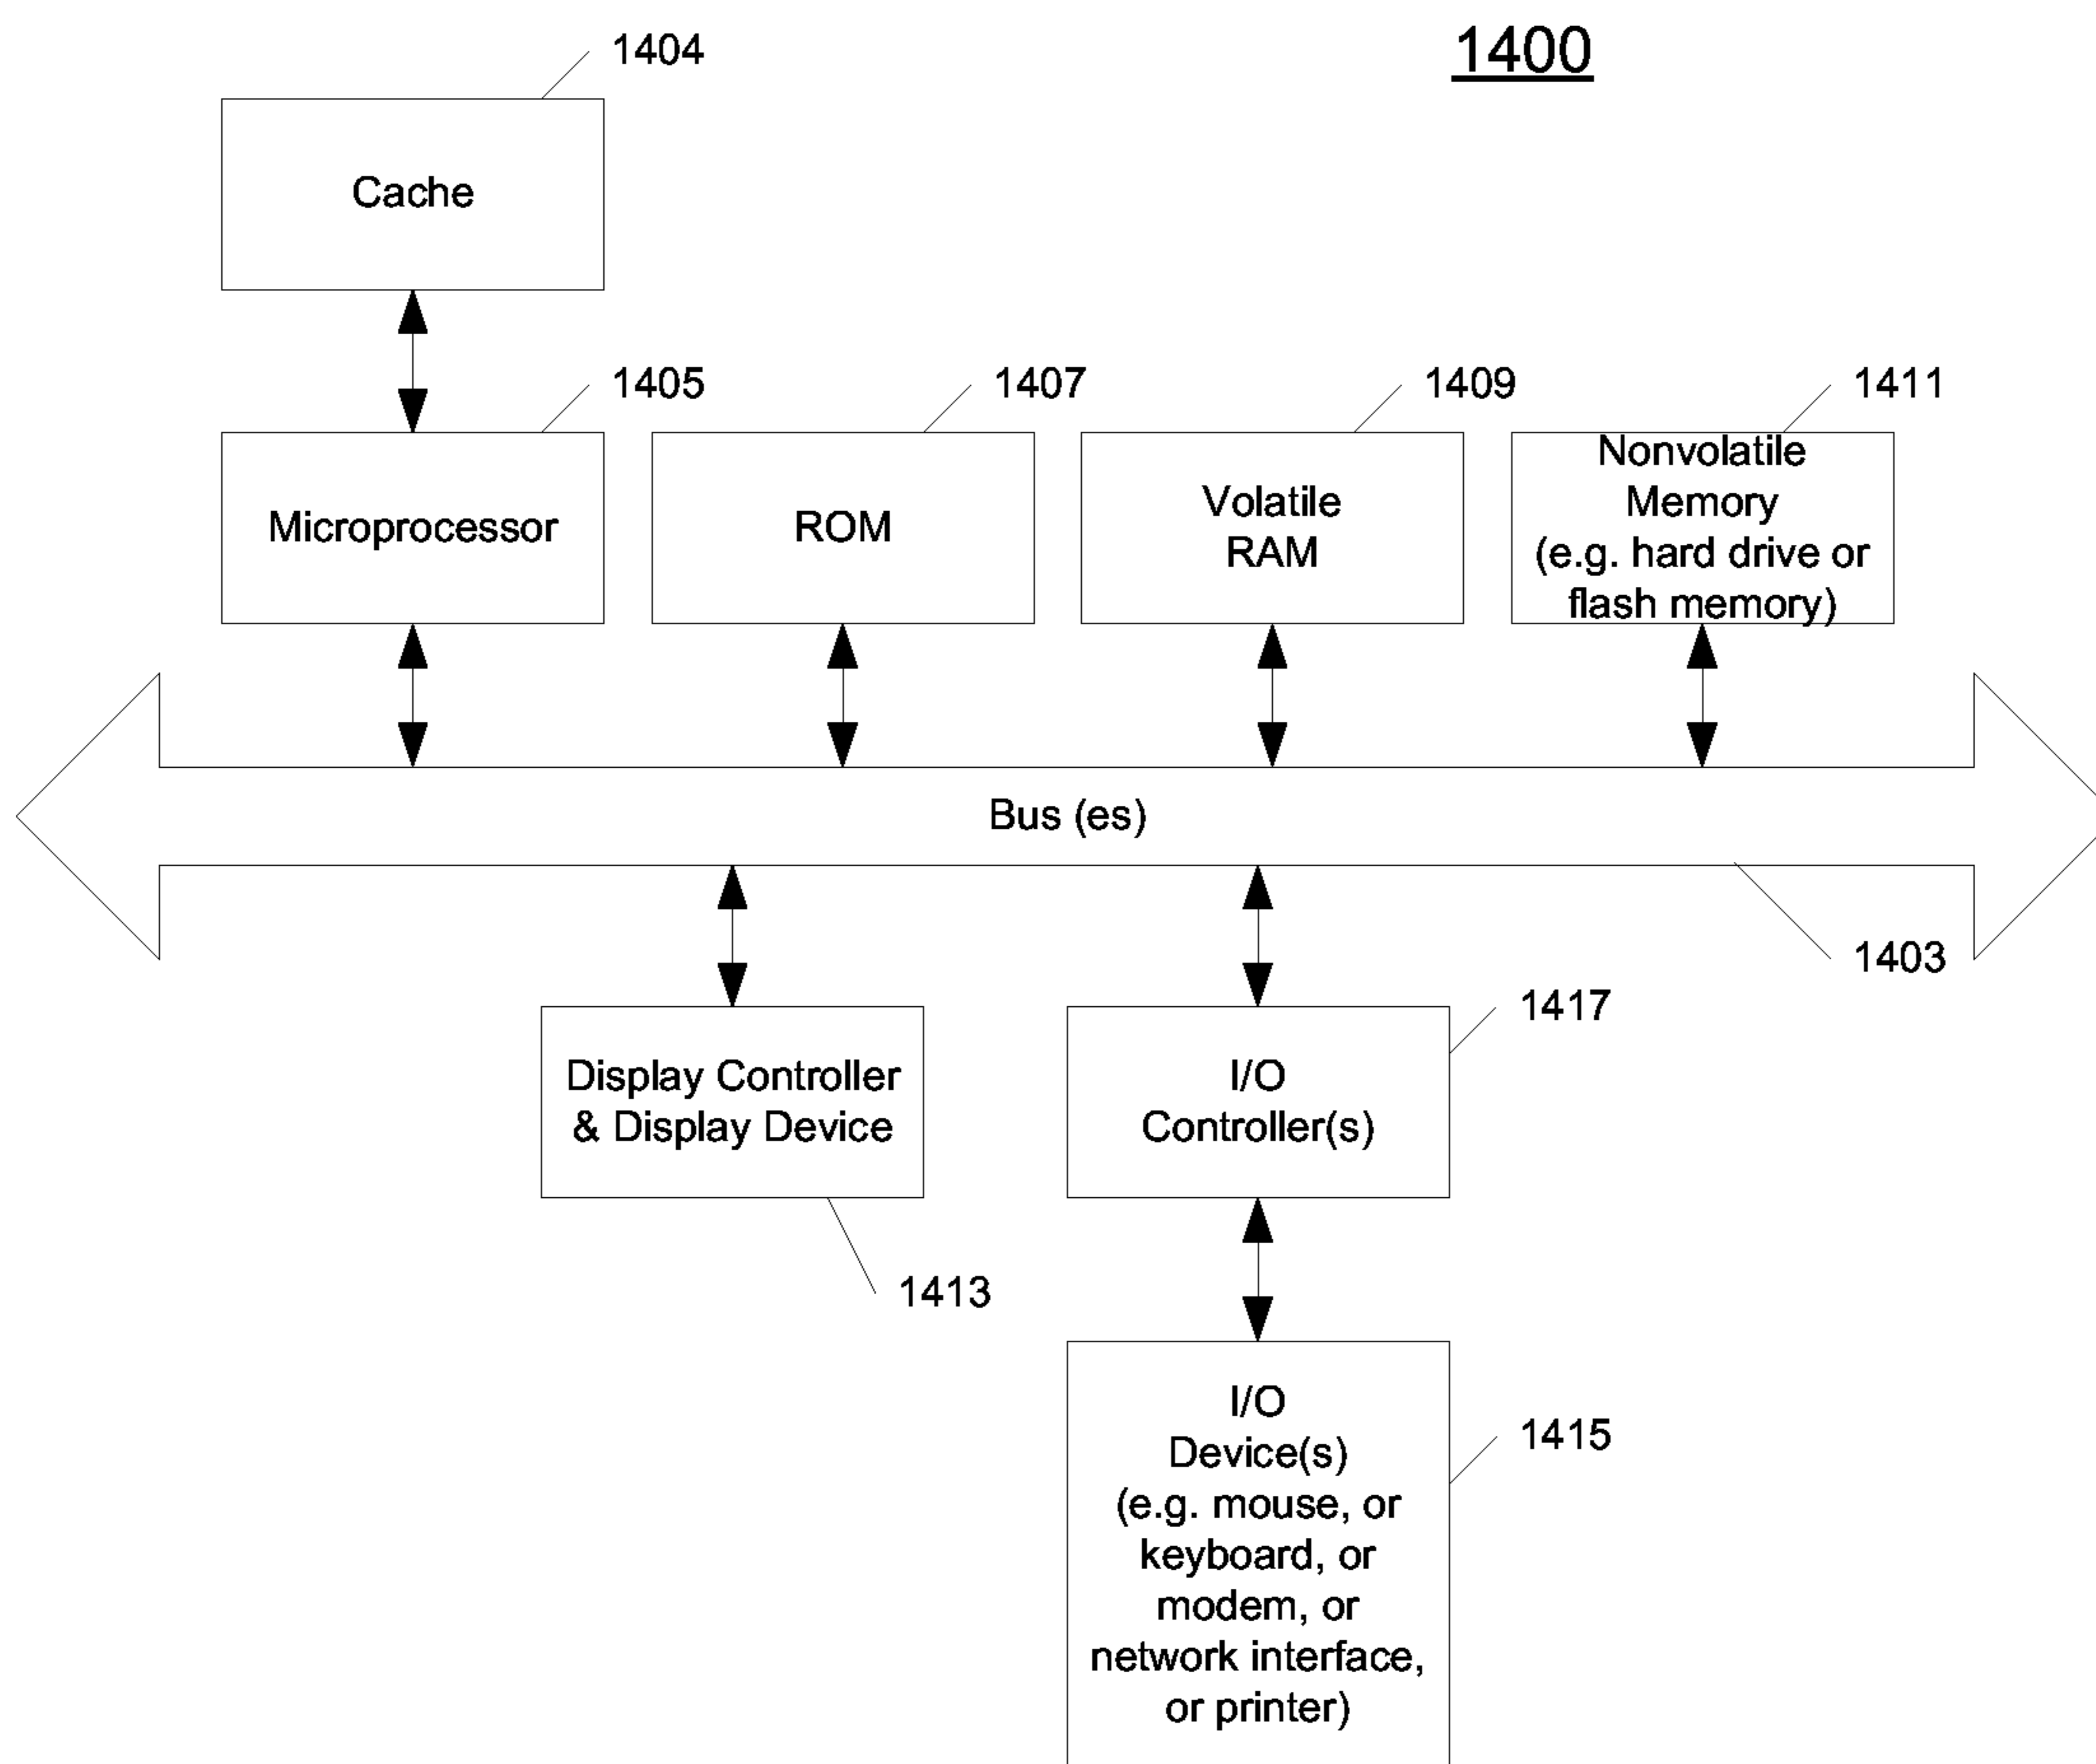 1400
1404
Cache
1405
1407
1409
1411
Microprocessor
ROM
Volatile
RAM
Nonvolatile
Memory
(e.g. hard drive or
flash memory)
Bus (es)
1403
1417
Display Controller
& Display Device
I/O
Controller(s)
1413
I/O
Device(s)
(e.g. mouse, or
keyboard, or
modem, or
network interface,
or printer)
1415